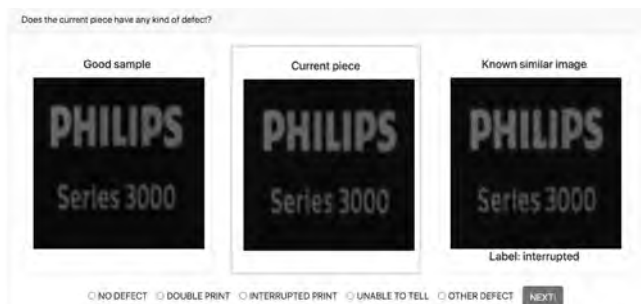 Does the current piece have any kind of defect?
Good sample
Current piece
Known similar image
PHILIPS
Series 3000
PHILIPS
Series 3000
PHILIPS
Series 3000
Label: interrupted
NO DEFECT DOUBLE PRINT INTERRUPTED PRINT UNABLE TO TELL OTHER DEFECT NEXT!